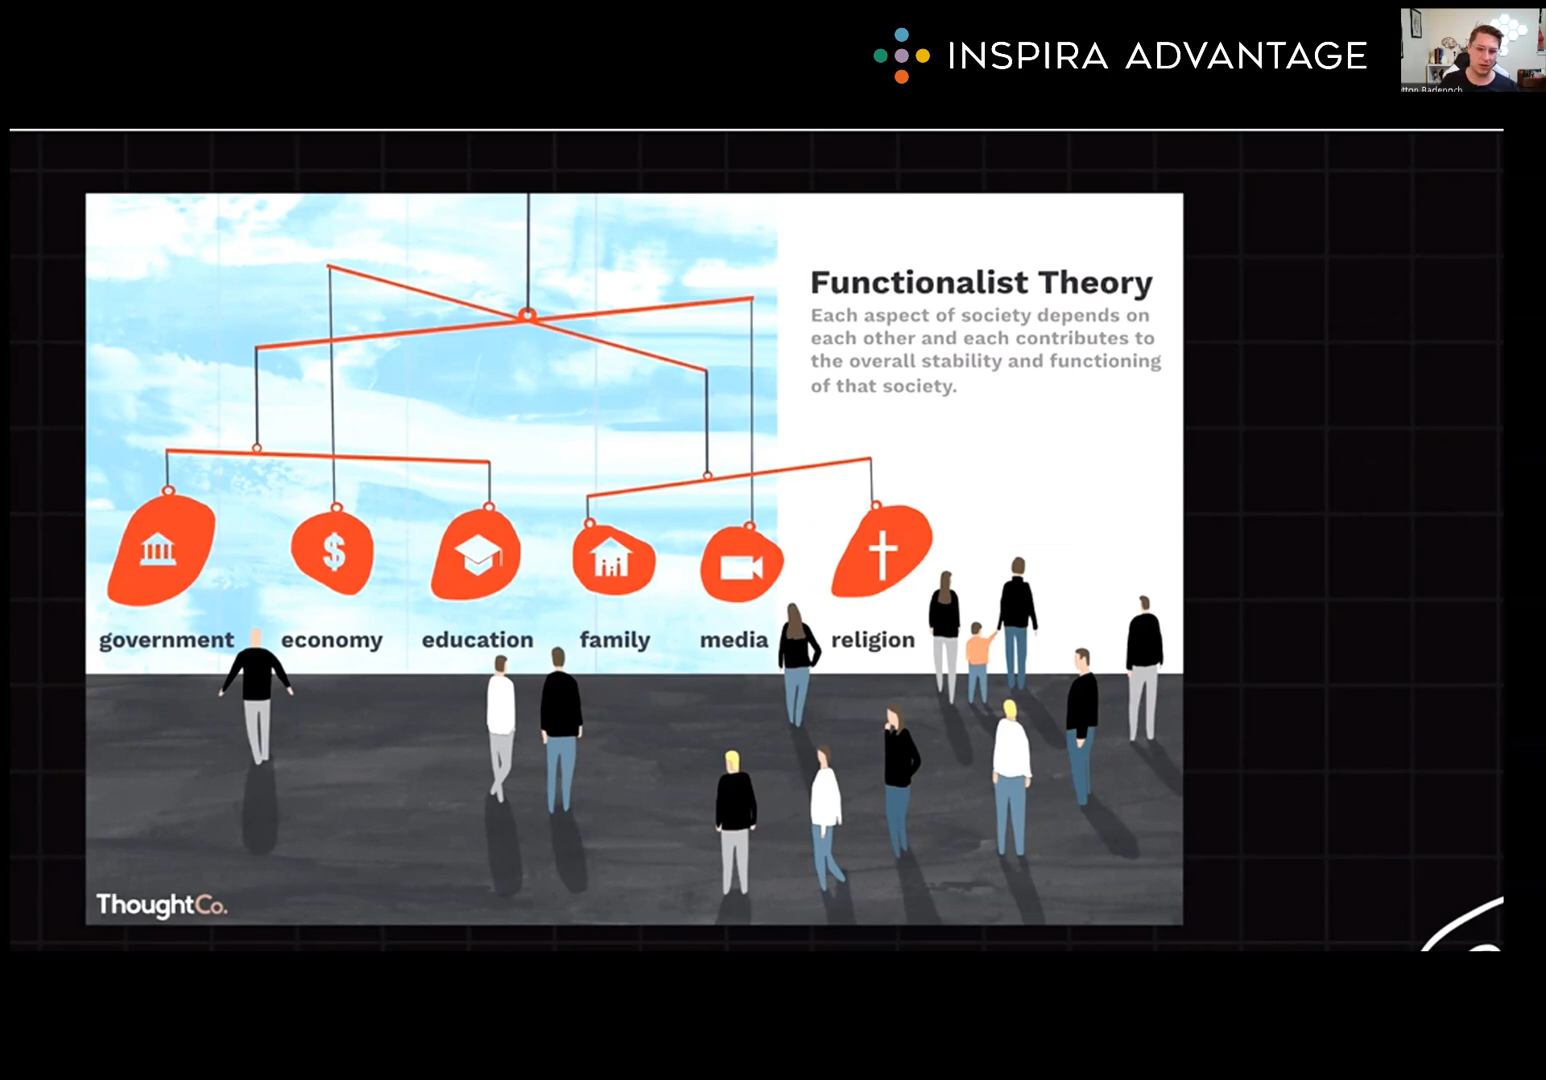 INSPIRA ADVANTAGE
Badenoch
Functionalist Theory
Each aspect of society depends on
each other and each contributes to
the overall stability and functioning
of that society.
$
government
economy
education
family
media
religion
ThoughtCo.